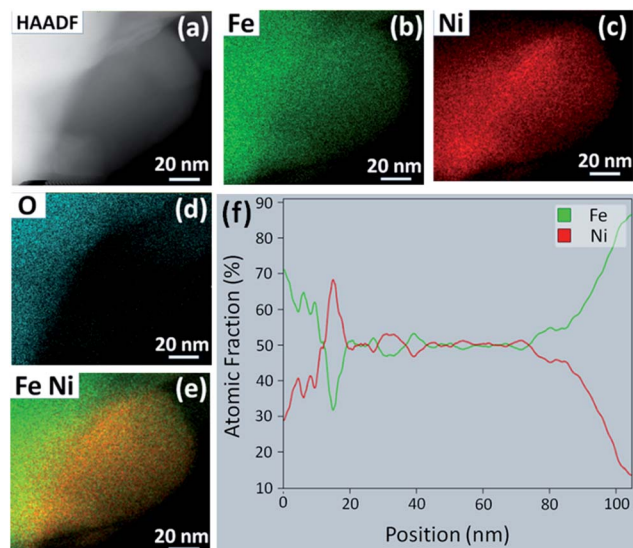 HAADF
(a)
20 nm
Fe
(b)
20 nm
Ni
(c)
20 nm
O
(d)
20 nm
Fe Ni
(e)
20 nm
(f)
Fe
Ni
Atomic Fraction (%)
90
80
70
60
50
40
30
20
10
0 20 40 60 80 100
Position (nm)